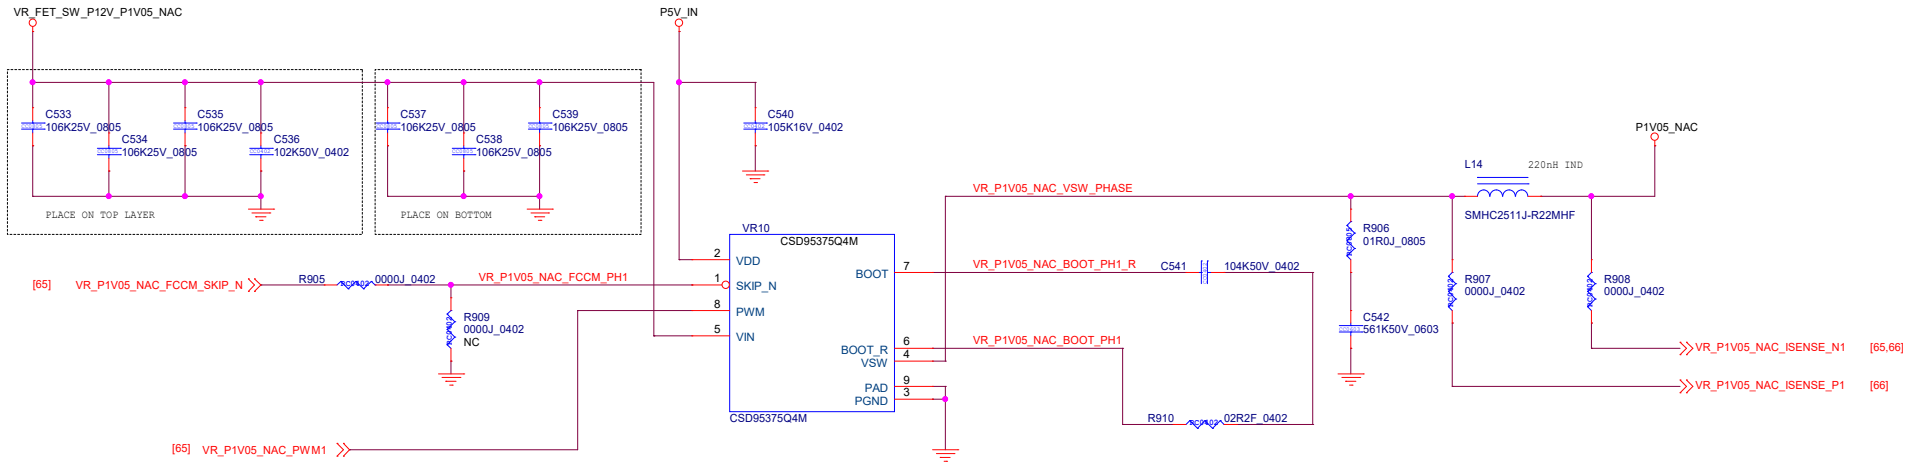 VR_FET_SW_P12V_P1V05_NAC
P5V_IN
C533
106K25V_0805
C534
106K25V_0805
C535
106K25V_0805
C536
102K50V_0402
PLACE ON TOP LAYER
C537
106K25V_0805
C538
106K25V_0805
C539
106K25V_0805
PLACE ON BOTTOM
C540
105K16V_0402
P1V05_NAC
L14
220nH IND
SMHC2511J-R22MHF
VR_P1V05_NAC_VSW_PHASE
VR10
CSD95375Q4M
2 VDD
1 SKIP_N
8 PWM
5 VIN
BOOT 7
BOOT_R 6
VSW 4
PAD 9
PGND 3
CSD95375Q4M
[65] VR_P1V05_NAC_FCCM_SKIP_N
R905 0000J_0402
VR_P1V05_NAC_FCCM_PH1
R909
0000J_0402
NC
[65] VR_P1V05_NAC_PWM1
VR_P1V05_NAC_BOOT_PH1_R
C541 104K50V_0402
VR_P1V05_NAC_BOOT_PH1
R910 02R2F_0402
R906
01R0J_0805
C542
561K50V_0603
R907
0000J_0402
R908
0000J_0402
VR_P1V05_NAC_ISENSE_N1 [65,66]
VR_P1V05_NAC_ISENSE_P1 [66]